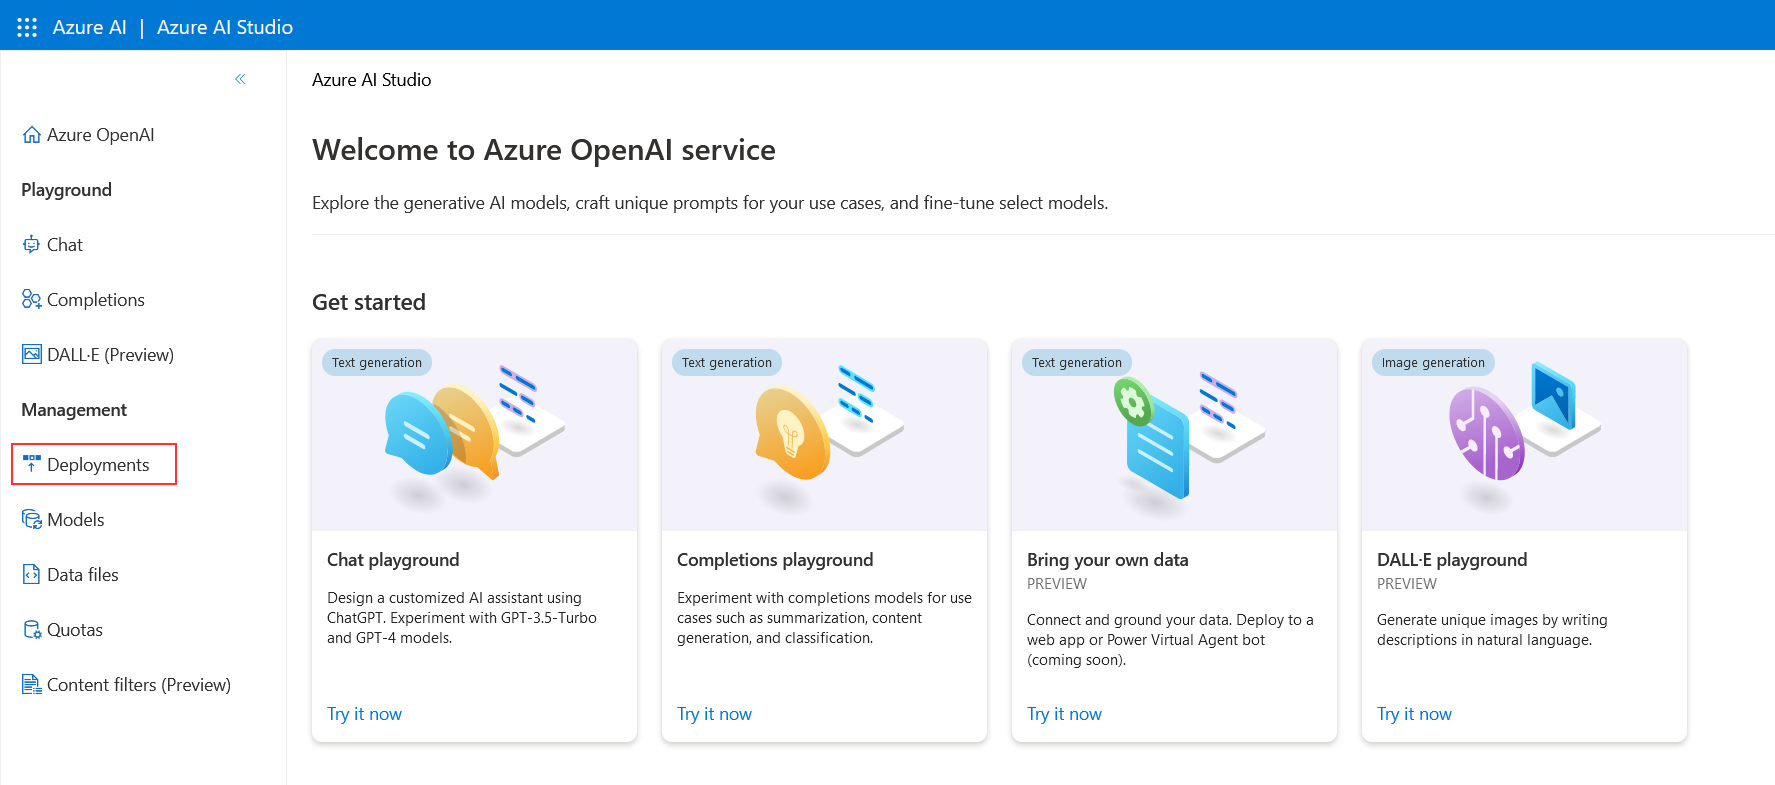 Azure AI | Azure AI Studio
Azure OpenAI
Playground
Chat
Completions
DALL·E (Preview)
Management
Deployments
Models
Data files
Quotas
Content filters (Preview)
Azure AI Studio
Welcome to Azure OpenAI service
Explore the generative AI models, craft unique prompts for your use cases, and fine-tune select models.
Get started
Text generation
Chat playground
Design a customized AI assistant using
ChatGPT. Experiment with GPT-3.5-Turbo
and GPT-4 models.
Try it now
Text generation
Completions playground
Experiment with completions models for use
cases such as summarization, content
generation, and classification.
Try it now
Text generation
Bring your own data
PREVIEW
Connect and ground your data. Deploy to a
web app or Power Virtual Agent bot
(coming soon).
Try it now
Image generation
DALL·E playground
PREVIEW
Generate unique images by writing
descriptions in natural language.
Try it now